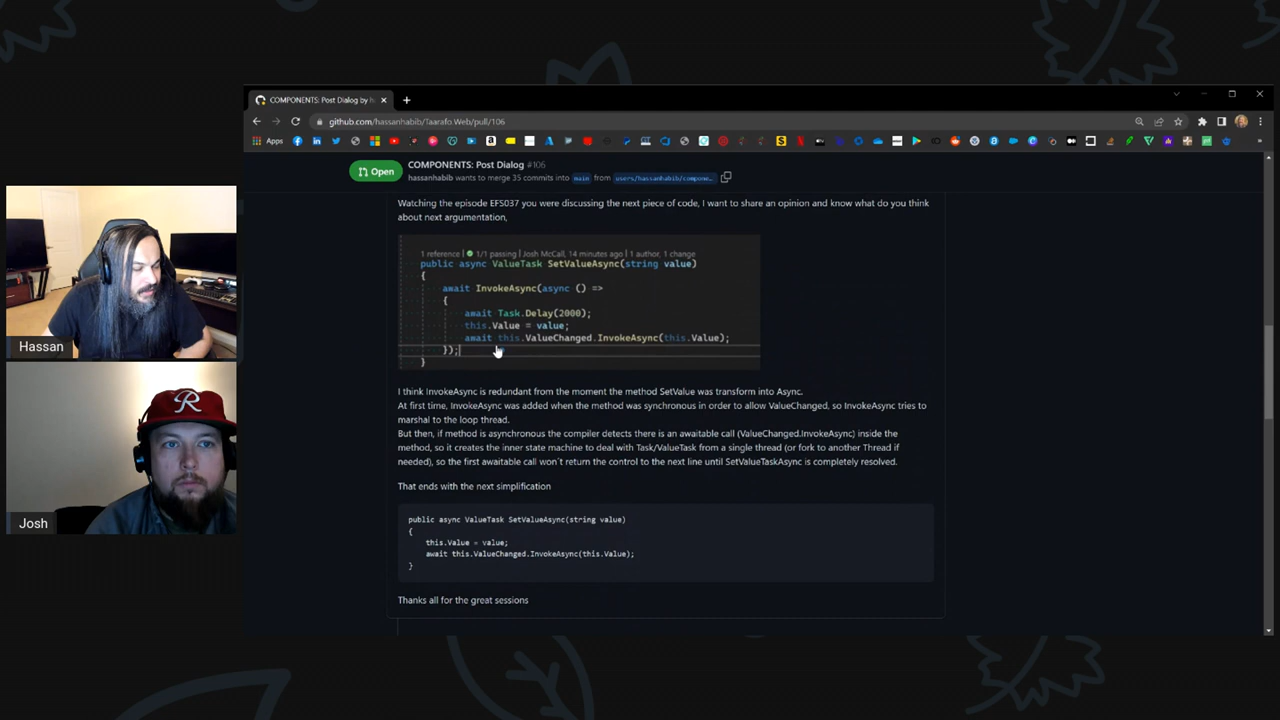 COMPONENTS: Post Dialog by h
github.com/hassanhabib/Taarafo.Web/pull/106
Apps
Open
COMPONENTS: Post Dialog #106
hassanhabib wants to merge 35 commits into main from users/hassanhabib/compone...
Watching the episode EFS037 you were discussing the next piece of code, I want to share an opinion and know what do you think
about next argumentation,
1 reference | 1/1 passing | Josh McCall, 14 minutes ago | 1 author, 1 change
public async ValueTask SetValueAsync(string value)
{
await InvokeAsync(async () =>
{
await Task.Delay(2000);
this.Value = value;
await this.ValueChanged.InvokeAsync(this.Value);
});
}
I think InvokeAsync is redundant from the moment the method SetValue was transform into Async.
At first time, InvokeAsync was added when the method was synchronous in order to allow ValueChanged, so InvokeAsync tries to
marshal to the loop thread.
But then, if method is asynchronous the compiler detects there is an awaitable call (ValueChanged.InvokeAsync) inside the
method, so it creates the inner state machine to deal with Task/ValueTask from a single thread (or fork to another Thread if
needed), so the first awaitable call won´t return the control to the next line until SetValueTaskAsync is completely resolved.
That ends with the next simplification
public async ValueTask SetValueAsync(string value)
{
this.Value = value;
await this.ValueChanged.InvokeAsync(this.Value);
}
Thanks all for the great sessions
Hassan
R
Josh